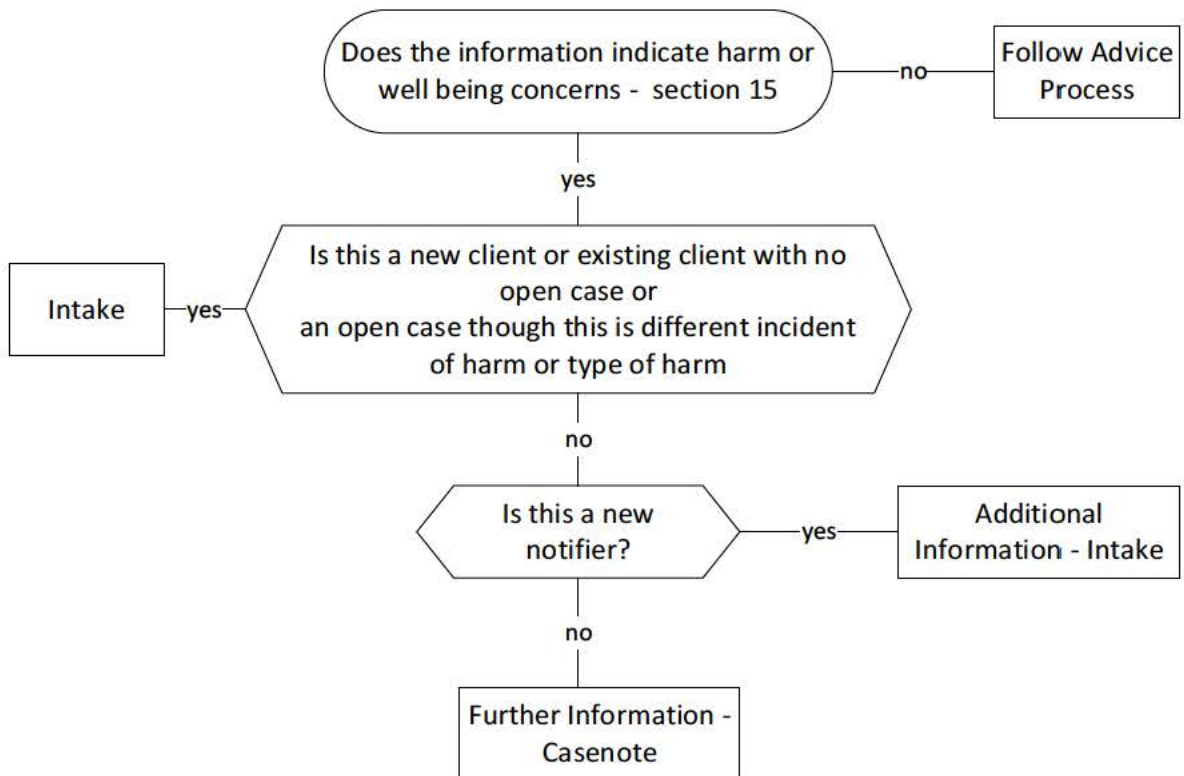 Does the information indicate harm or
well being concerns -  section 15
no
Follow Advice
Process
yes
Is this a new client or existing client with no
open case or
an open case though this is different incident
of harm or type of harm
yes
Intake
no
Is this a new
notifier?
yes
Additional
Information - Intake
no
Further Information -
Casenote